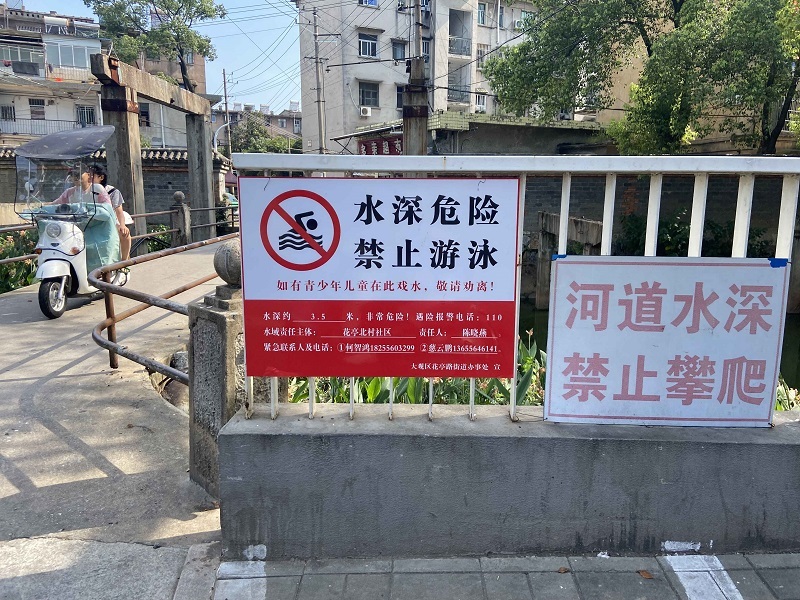 水深危险
禁止游泳
如有青少年儿童在此戏水，敬请劝离！
水深约 3.5 米，非常危险！遇险报警电话：110
水域责任主体： 花亭北村社区 责任人： 陈晓燕
紧急联系人及电话：①柯智鸿18255603299 ②慈云鹏13655646141
大观区花亭路街道办事处 宣
河道水深
禁止攀爬